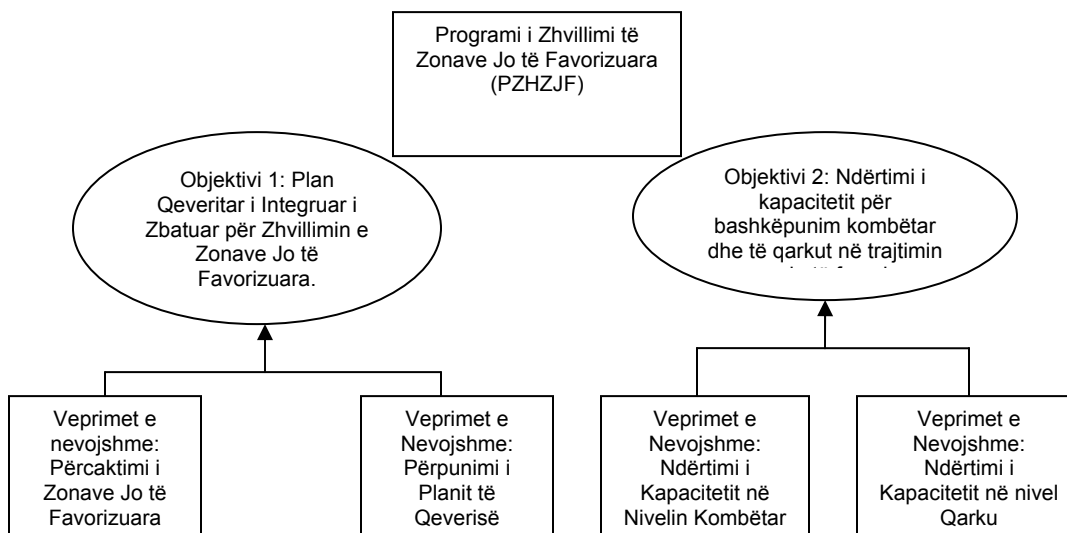 Programi i Zhvillimi të
Zonave Jo të Favorizuara
(PZHZJF)
Objektivi 1: Plan
Qeveritar i Integruar i
Zbatuar për Zhvillimin e
Zonave Jo të
Favorizuara.
Objektivi 2: Ndërtimi i
kapacitetit për
bashkëpunim kombëtar
dhe të qarkut në trajtimin
Veprimet e
nevojshme:
Përcaktimi i
Zonave Jo të
Favorizuara
Veprimet e
Nevojshme:
Përpunimi i
Planit të
Qeverisë
Veprimet e
Nevojshme:
Ndërtimi i
Kapacitetit në
Nivelin Kombëtar
Veprimet e
Nevojshme:
Ndërtimi i
Kapacitetit në nivel
Qarku